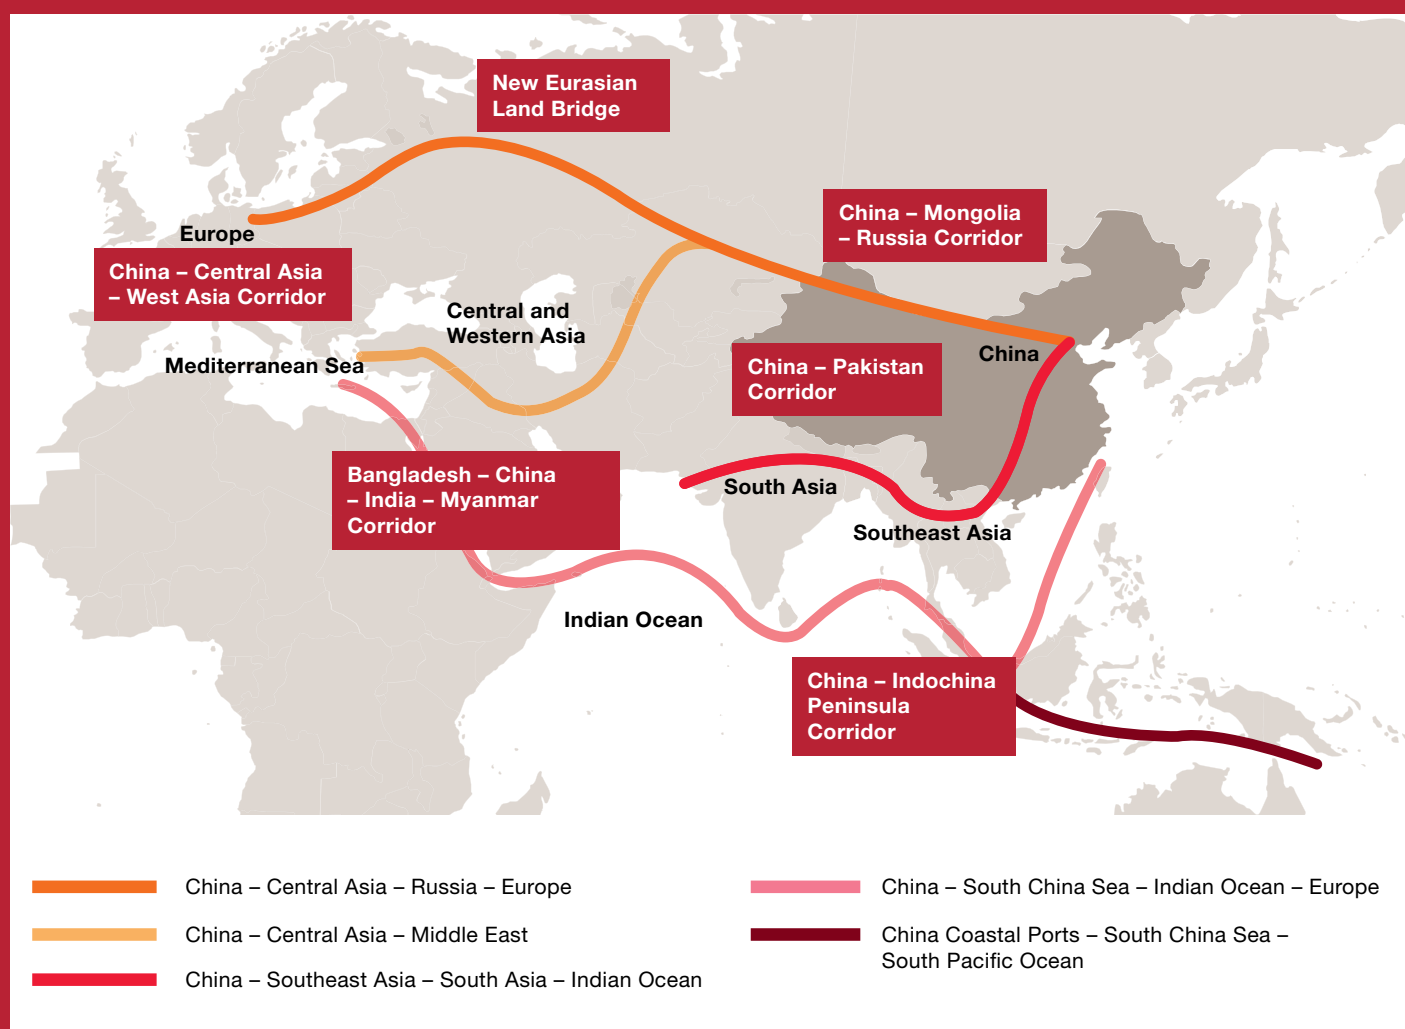 New Eurasian
Land Bridge
China – Mongolia
– Russia Corridor
Europe
China – Central Asia
– West Asia Corridor
Central and
Western Asia
Mediterranean Sea
China
China – Pakistan
Corridor
Bangladesh – China
– India – Myanmar
Corridor
South Asia
Southeast Asia
Indian Ocean
China – Indochina
Peninsula
Corridor
China – Central Asia – Russia – Europe
China – Central Asia – Middle East
China – Southeast Asia – South Asia – Indian Ocean
China – South China Sea – Indian Ocean – Europe
China Coastal Ports – South China Sea –
South Pacific Ocean